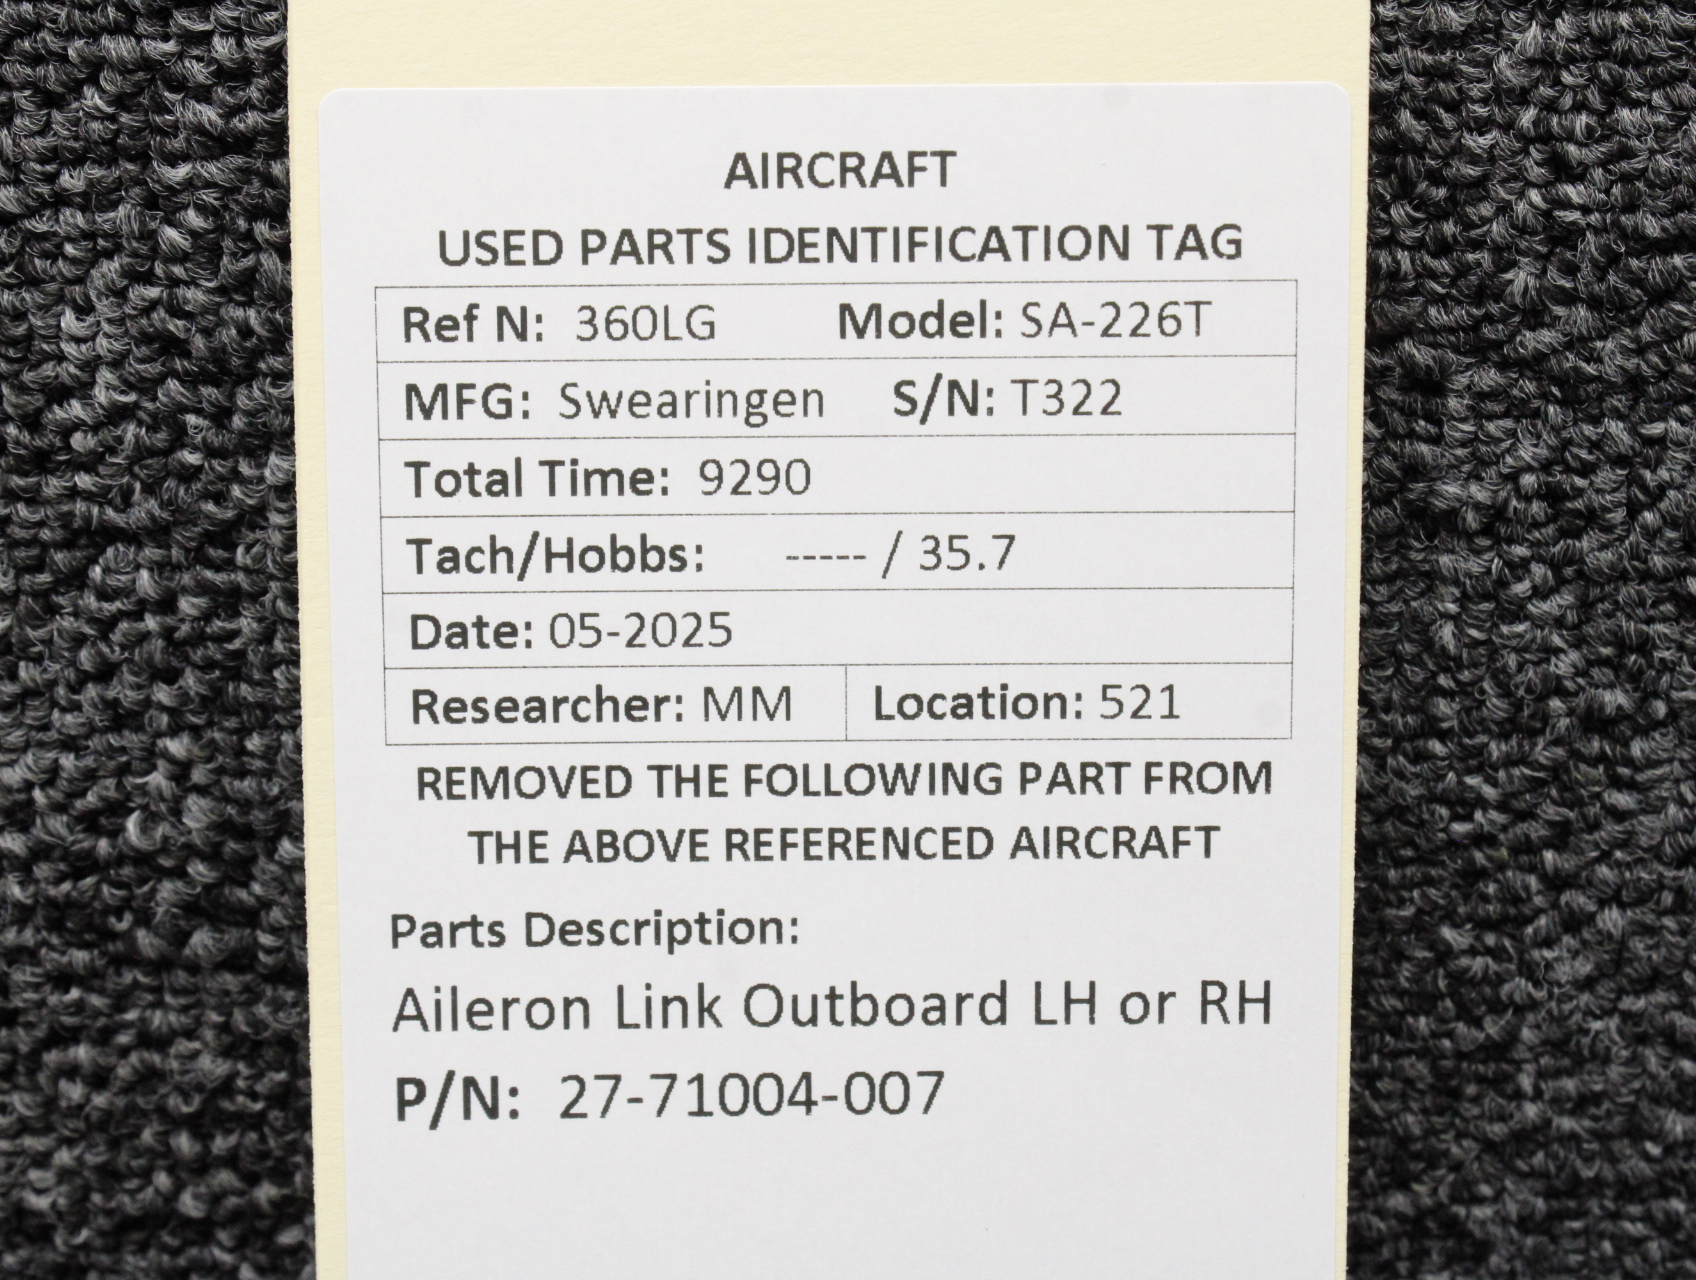 AIRCRAFT
USED PARTS IDENTIFICATION TAG
Ref N: 360LG Model: SA-226T
MFG: Swearingen S/N: T322
Total Time: 9290
Tach/Hobbs: ----- / 35.7
Date: 05-2025
Researcher: MM Location: 521
REMOVED THE FOLLOWING PART FROM
THE ABOVE REFERENCED AIRCRAFT
Parts Description:
Aileron Link Outboard LH or RH
P/N: 27-71004-007